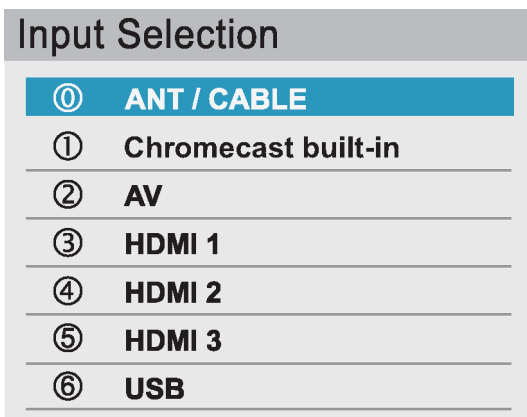 Input Selection
⓪ ANT / CABLE
① Chromecast built-in
② AV
③ HDMI 1
④ HDMI 2
⑤ HDMI 3
⑥ USB